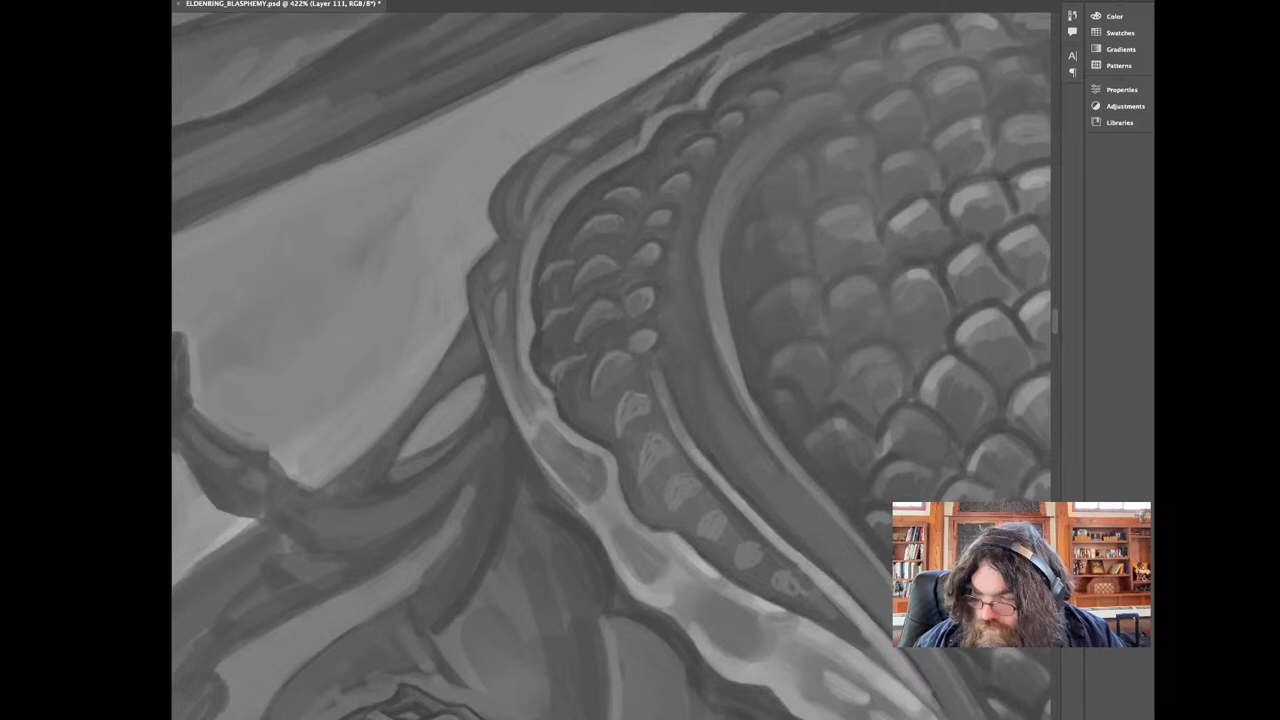 × ELDENRING_BLASPHEMY.psd @ 422% (Layer 111, RGB/8*) *
Color
Swatches
Gradients
A| Patterns
¶
Properties
Adjustments
Libraries